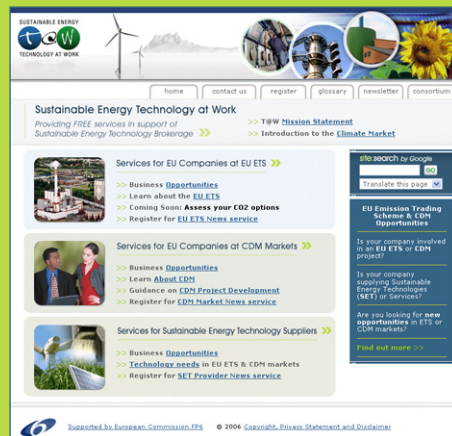 SUSTAINABLE ENERGY
t@w
TECHNOLOGY AT WORK
home
contact us
register
glossary
newsletter
consortium
Sustainable Energy Technology at Work
Providing FREE services in support of
Sustainable Energy Technology Brokerage >>
>> T@W Mission Statement
>> Introduction to the Climate Market
Services for EU Companies at EU ETS >>
>> Business Opportunities
>> Learn about the EU ETS
>> Coming Soon: Assess your CO2 options
>> Register for EU ETS News service
Services for EU Companies at CDM Markets >>
>> Business Opportunities
>> Learn About CDM
>> Guidance on CDM Project Development
>> Register for CDM Market News service
Services for Sustainable Energy Technology Suppliers >>
>> Business Opportunities
>> Technology needs in EU ETS & CDM markets
>> Register for SET Provider News service
site:search by Google
GO
Translate this page
EU Emission Trading
Scheme & CDM
Opportunities
Is your company involved
in an EU ETS or CDM
project?
Is your company
supplying Sustainable
Energy Technologies
(SET) or Services?
Are you looking for new
opportunities in ETS or
CDM markets?
Find out more >>
6
Supported by European Commission FP6 © 2006 Copyright, Privacy Statement and Disclaimer